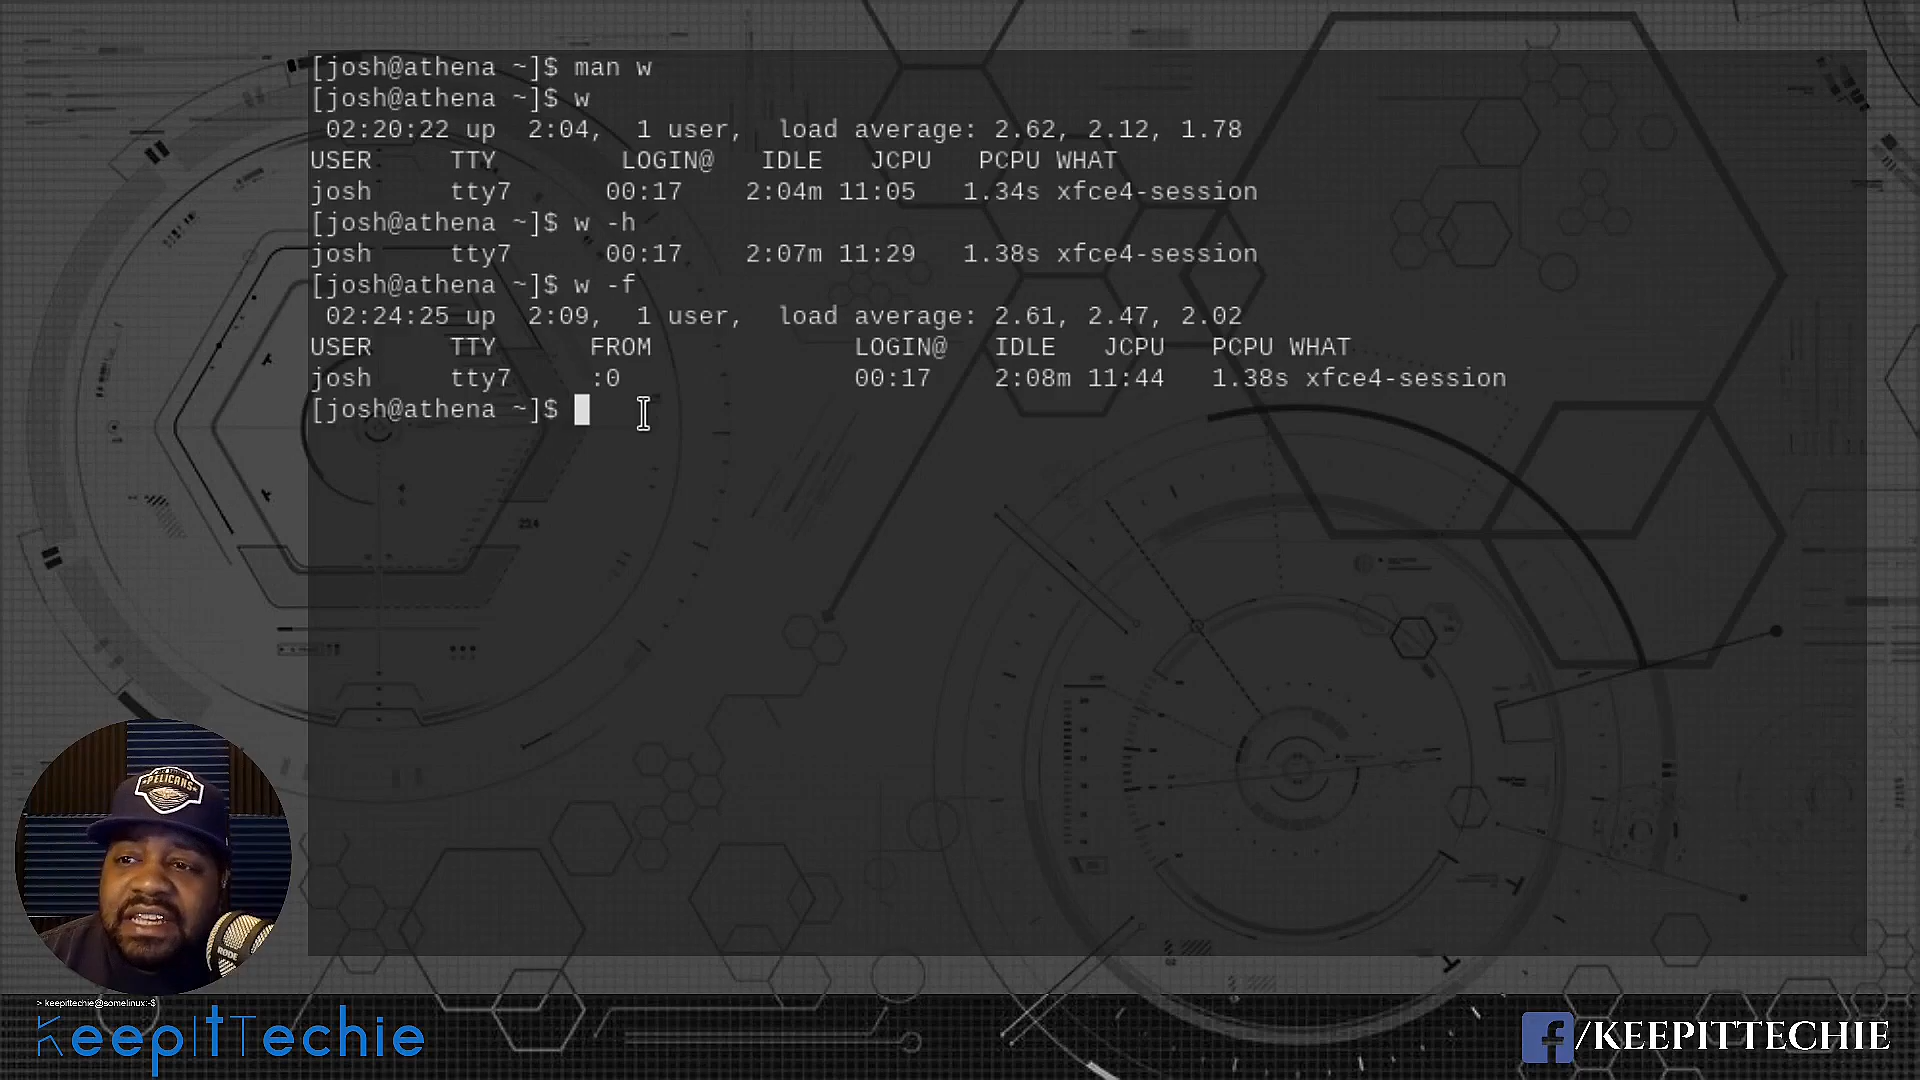 [josh@athena ~]$ man w
[josh@athena ~]$ w
 02:20:22 up  2:04,  1 user,  load average: 2.62, 2.12, 1.78
USER     TTY        LOGIN@   IDLE   JCPU   PCPU WHAT
josh     tty7      00:17    2:04m 11:05   1.34s xfce4-session
[josh@athena ~]$ w -h
josh     tty7      00:17    2:07m 11:29   1.38s xfce4-session
[josh@athena ~]$ w -f
 02:24:25 up  2:09,  1 user,  load average: 2.61, 2.47, 2.02
USER     TTY      FROM             LOGIN@   IDLE   JCPU   PCPU WHAT
josh     tty7     :0               00:17    2:08m 11:44   1.38s xfce4-session
[josh@athena ~]$
PELICANS
RODE
> keepittechie@somelinux:~$
KeepItTechie
f/KEEPITTECHIE